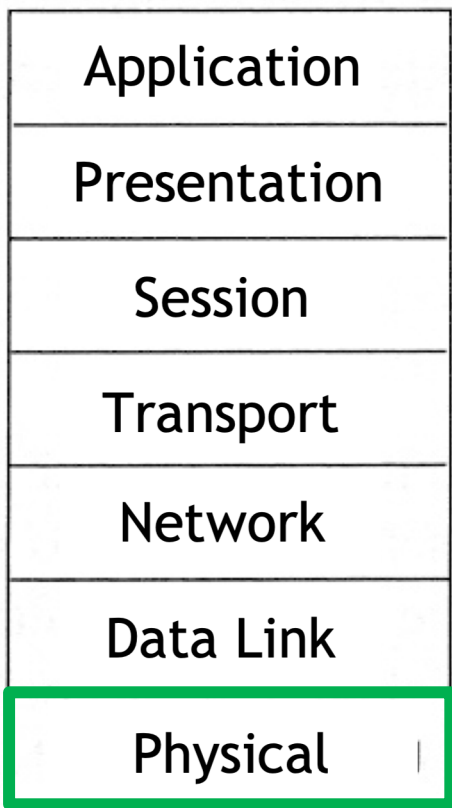 Application
Presentation
Session
Transport
Network
Data Link
Physical